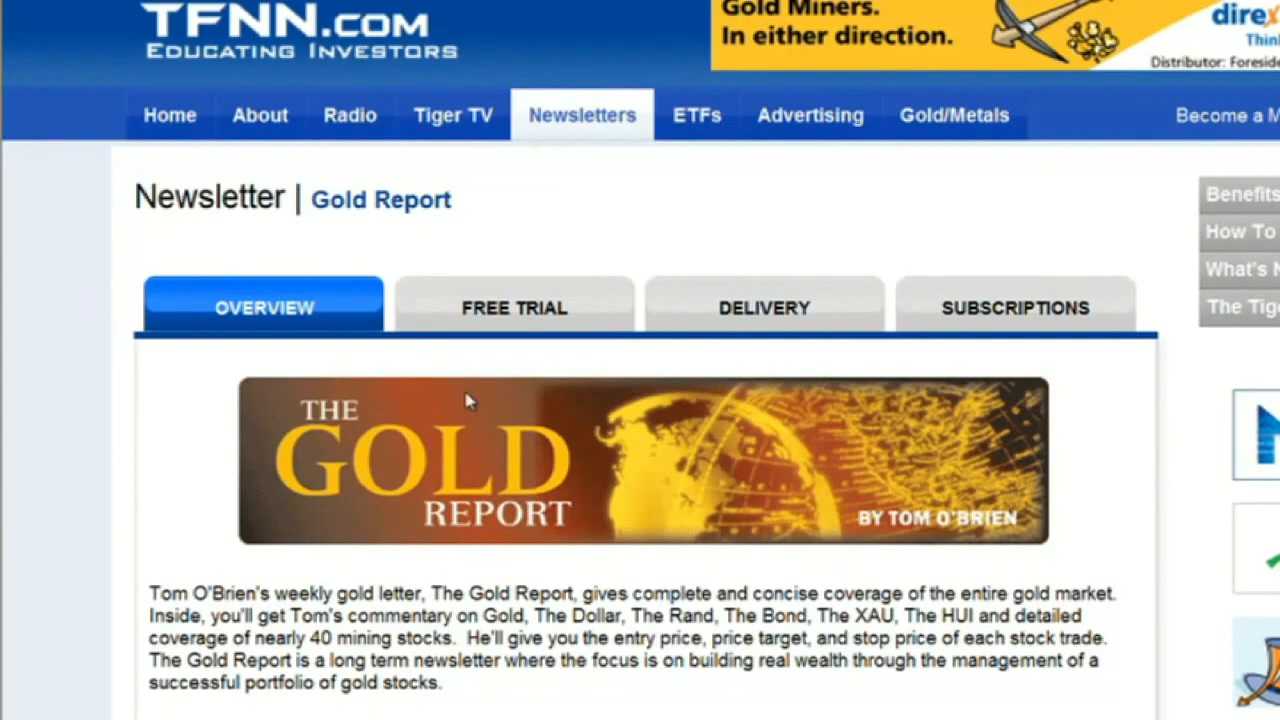 TFNN.COM
EDUCATING INVESTORS
Gold Miners.
In either direction.
Distributor:
Home About Radio Tiger TV Newsletters ETFs Advertising Gold/Metals Become a
Newsletter | Gold Report
Benefits
How To
What's
The
OVERVIEW FREE TRIAL DELIVERY SUBSCRIPTIONS
THE
GOLD
REPORT
BY TOM O'BRIEN
Tom O'Brien's weekly gold letter, The Gold Report, gives complete and concise coverage of the entire gold market.
Inside, you'll get Tom's commentary on Gold, The Dollar, The Rand, The Bond, The XAU, The HUI and detailed
coverage of nearly 40 mining stocks. He'll give you the entry price, price target, and stop price of each stock trade.
The Gold Report is a long term newsletter where the focus is on building real wealth through the management of a
successful portfolio of gold stocks.